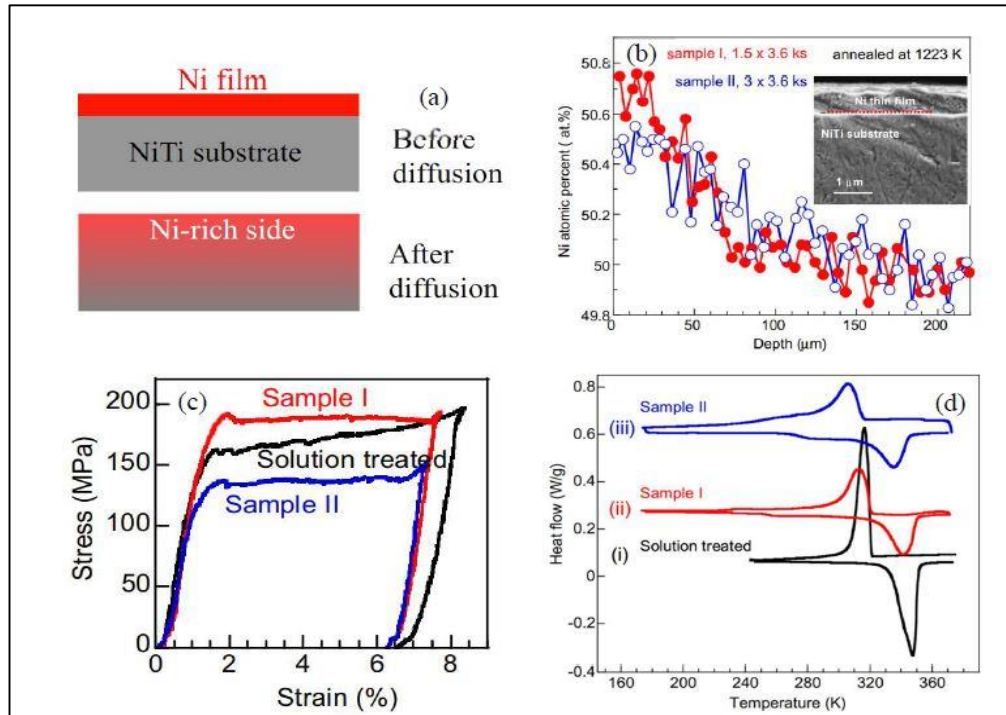 Ni film
(a)
NiTi substrate
Before
diffusion
Ni-rich side
After
diffusion
(b)
sample I, 1.5 x 3.6 ks
annealed at 1223 K
sample II, 3 x 3.6 ks
Ni thin film
NiTi substrate
1 μm
Ni atomic percent ( at.%)
50.8
50.6
50.4
50.2
50
49.8
0
50
100
150
200
Depth (μm)
(c)
Sample I
Solution treated
Sample II
Stress (MPa)
200
150
100
50
0
0
2
4
6
8
Strain (%)
(d)
Sample II
(iii)
Sample I
(ii)
Solution treated
(i)
Heat flow (W/g)
0.8
0.6
0.4
0.2
0
-0.2
-0.4
160
200
240
280
320
360
Temperature (K)